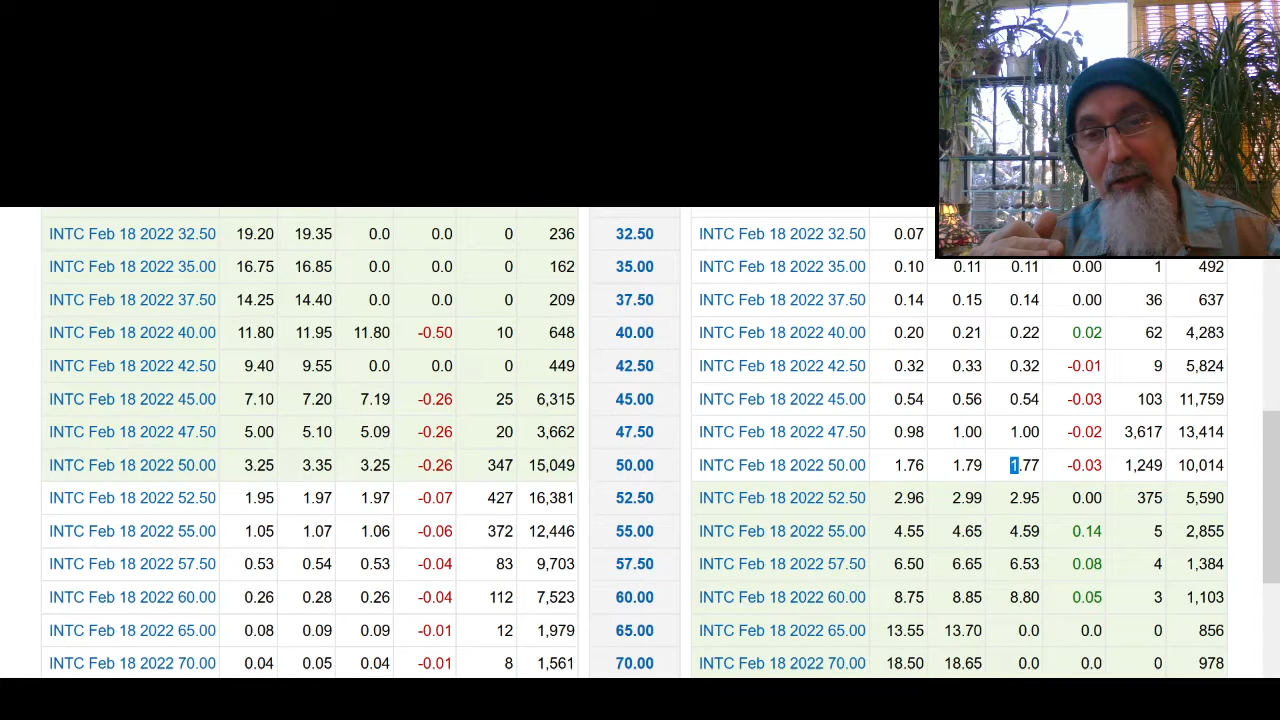 INTC Feb 18 2022 32.50 19.20 19.35 0.0 0.0 0 236 32.50 INTC Feb 18 2022 32.50 0.07
INTC Feb 18 2022 35.00 16.75 16.85 0.0 0.0 0 162 35.00 INTC Feb 18 2022 35.00 0.10 0.11 0.11 0.00 1 492
INTC Feb 18 2022 37.50 14.25 14.40 0.0 0.0 0 209 37.50 INTC Feb 18 2022 37.50 0.14 0.15 0.14 0.00 36 637
INTC Feb 18 2022 40.00 11.80 11.95 11.80 -0.50 10 648 40.00 INTC Feb 18 2022 40.00 0.20 0.21 0.22 0.02 62 4,283
INTC Feb 18 2022 42.50 9.40 9.55 0.0 0.0 0 449 42.50 INTC Feb 18 2022 42.50 0.32 0.33 0.32 -0.01 9 5,824
INTC Feb 18 2022 45.00 7.10 7.20 7.19 -0.26 25 6,315 45.00 INTC Feb 18 2022 45.00 0.54 0.56 0.54 -0.03 103 11,759
INTC Feb 18 2022 47.50 5.00 5.10 5.09 -0.26 20 3,662 47.50 INTC Feb 18 2022 47.50 0.98 1.00 1.00 -0.02 3,617 13,414
INTC Feb 18 2022 50.00 3.25 3.35 3.25 -0.26 347 15,049 50.00 INTC Feb 18 2022 50.00 1.76 1.79 1.77 -0.03 1,249 10,014
INTC Feb 18 2022 52.50 1.95 1.97 1.97 -0.07 427 16,381 52.50 INTC Feb 18 2022 52.50 2.96 2.99 2.95 0.00 375 5,590
INTC Feb 18 2022 55.00 1.05 1.07 1.06 -0.06 372 12,446 55.00 INTC Feb 18 2022 55.00 4.55 4.65 4.59 0.14 5 2,855
INTC Feb 18 2022 57.50 0.53 0.54 0.53 -0.04 83 9,703 57.50 INTC Feb 18 2022 57.50 6.50 6.65 6.53 0.08 4 1,384
INTC Feb 18 2022 60.00 0.26 0.28 0.26 -0.04 112 7,523 60.00 INTC Feb 18 2022 60.00 8.75 8.85 8.80 0.05 3 1,103
INTC Feb 18 2022 65.00 0.08 0.09 0.09 -0.01 12 1,979 65.00 INTC Feb 18 2022 65.00 13.55 13.70 0.0 0.0 0 856
INTC Feb 18 2022 70.00 0.04 0.05 0.04 -0.01 8 1,561 70.00 INTC Feb 18 2022 70.00 18.50 18.65 0.0 0.0 0 978